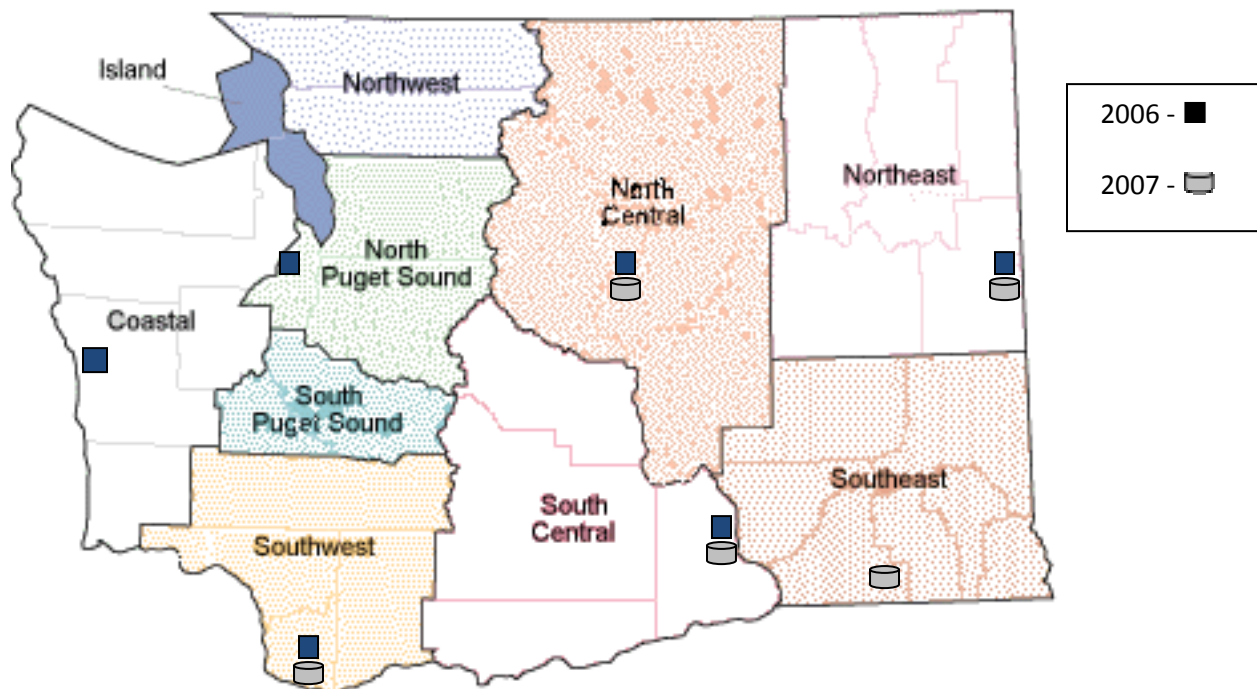 Island
Northwest
2006 -
2007 -
Northeast
North
Central
North
Puget Sound
Coastal
South
Puget Sound
Southeast
South
Central
Southwest